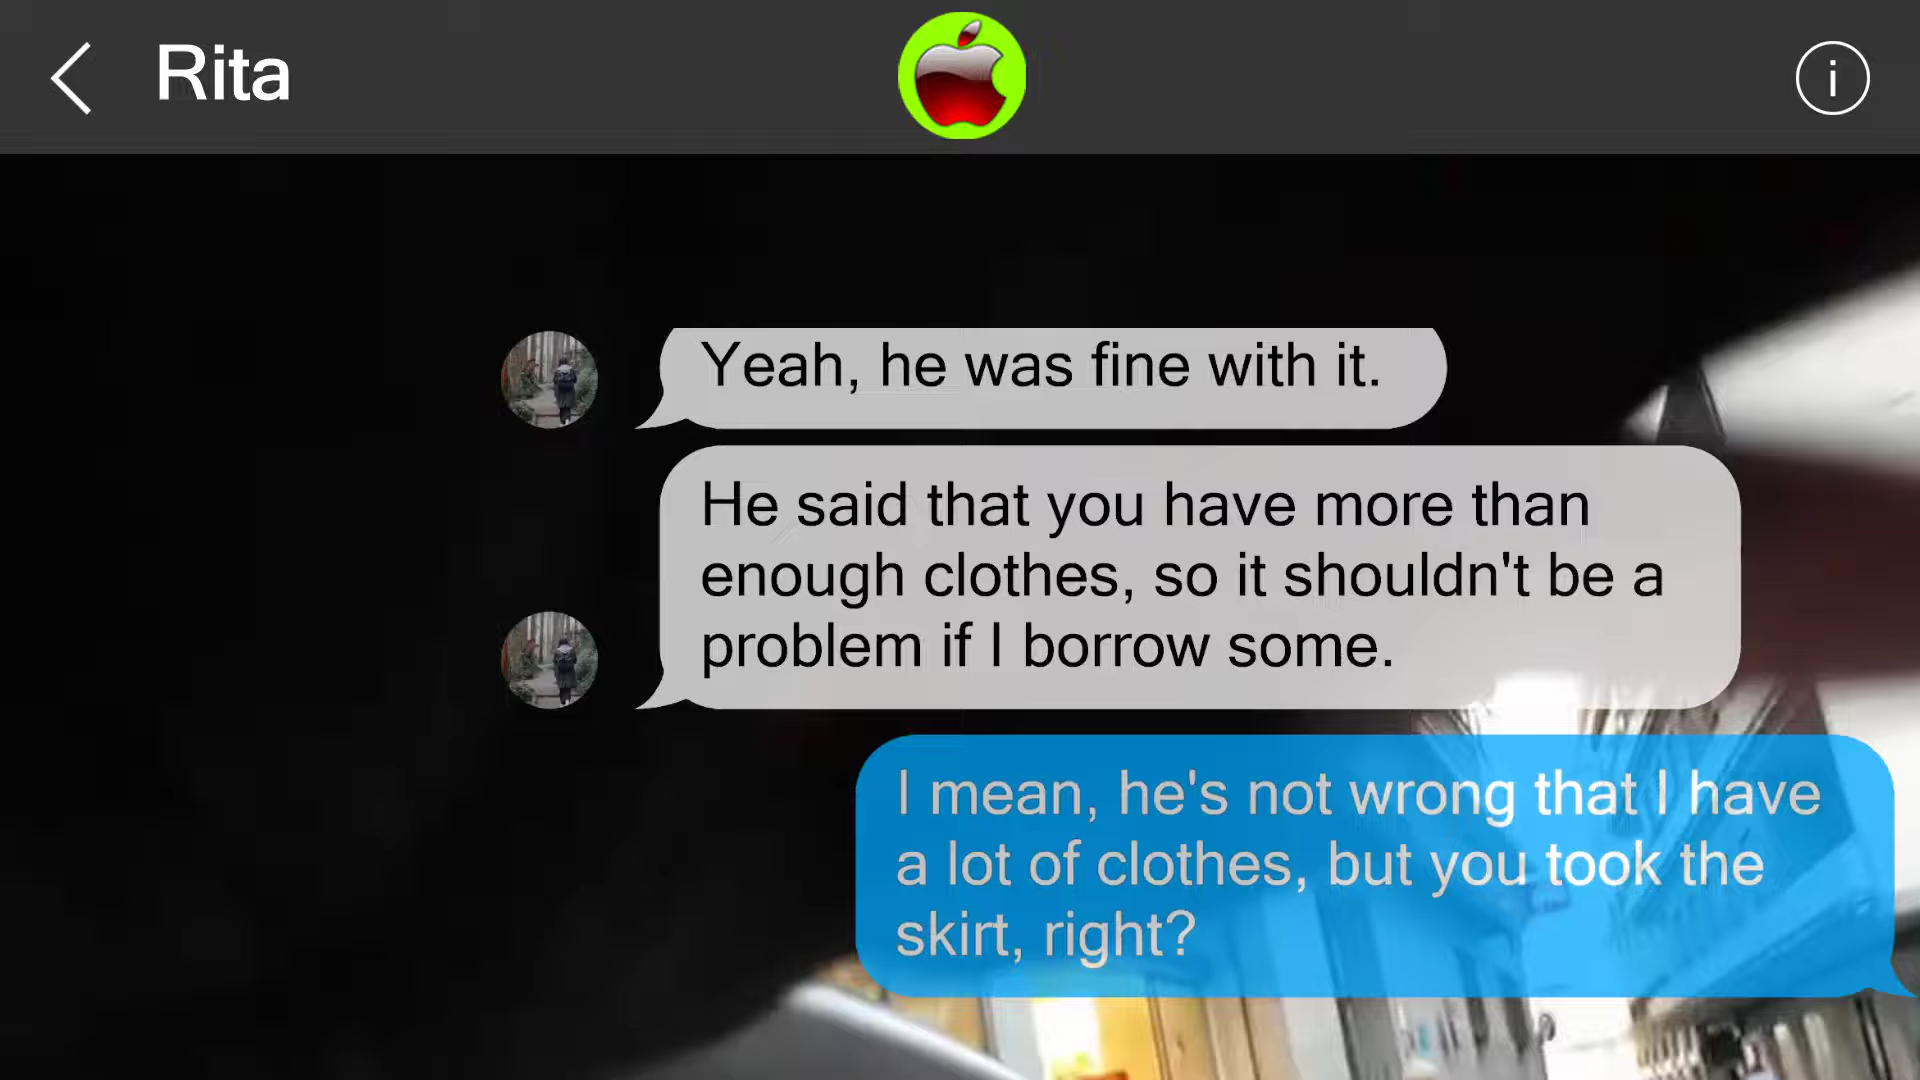 Rita
i
Yeah, he was fine with it.
He said that you have more than
enough clothes, so it shouldn't be a
problem if I borrow some.
I mean, he's not wrong that I have
a lot of clothes, but you took the
skirt, right?